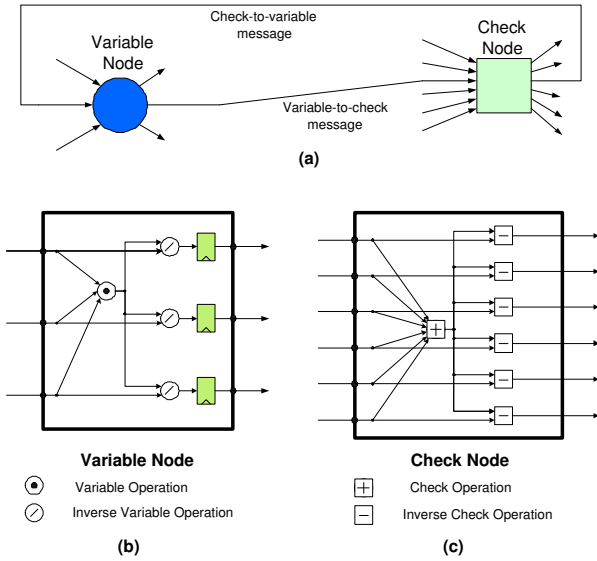 Check-to-variable
message
Variable
Node
Check
Node
Variable-to-check
message
(a)
Variable Node
Variable Operation
Inverse Variable Operation
(b)
Check Node
Check Operation
Inverse Check Operation
(c)